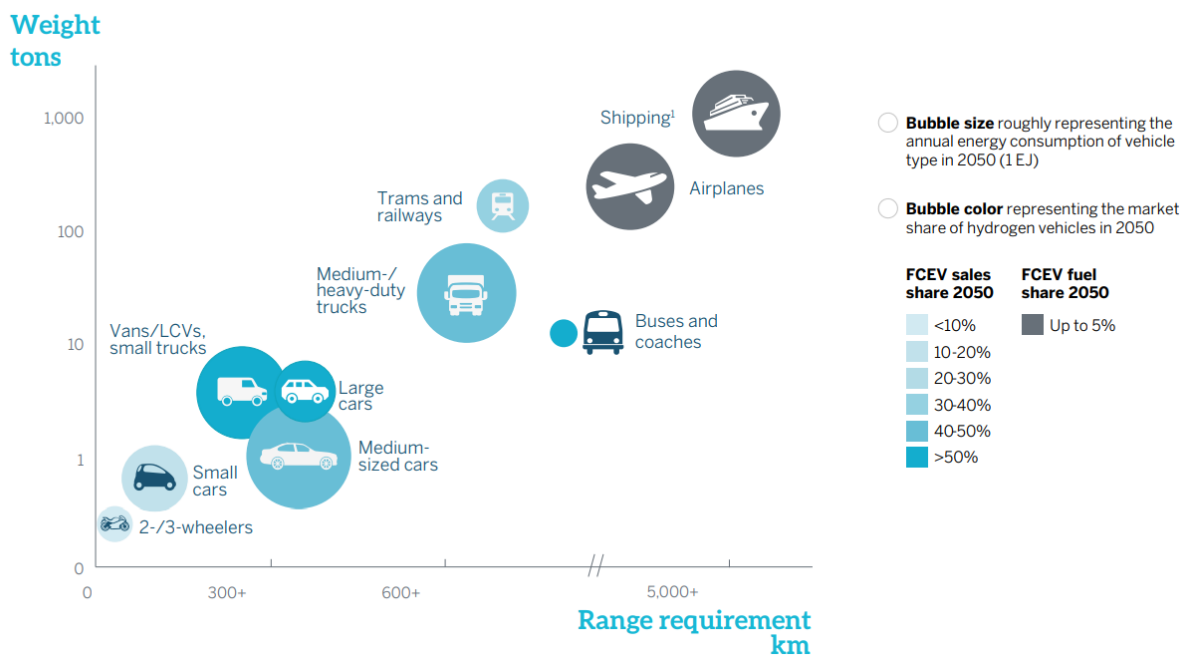 Weight
tons
1,000
100
10
1
0
0
300+
600+
5,000+
Range requirement
km
Shipping¹
Airplanes
Trams and
railways
Medium-/
heavy-duty
trucks
Buses and
coaches
Vans/LCVs,
small trucks
Large
cars
Medium-
sized cars
Small
cars
2-/3-wheelers
Bubble size roughly representing the
annual energy consumption of vehicle
type in 2050 (1 EJ)
Bubble color representing the market
share of hydrogen vehicles in 2050
FCEV sales
share 2050
<10%
10-20%
20-30%
30-40%
40-50%
>50%
FCEV fuel
share 2050
Up to 5%